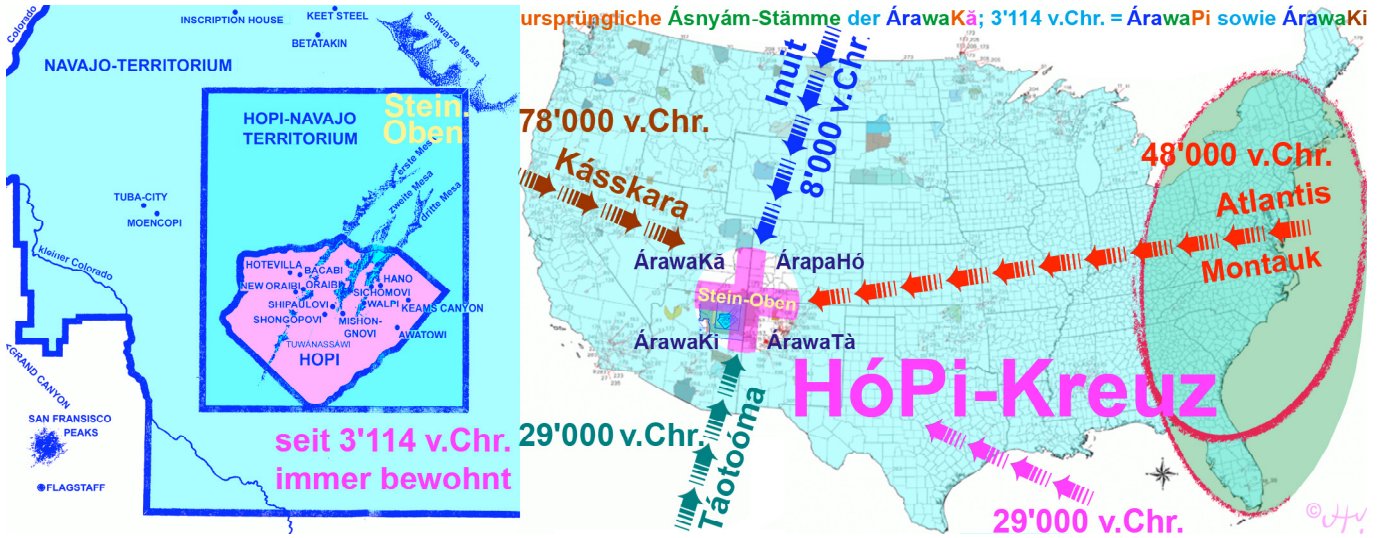 ursprüngliche Ásnyám-Stämme der ÁrawaKă; 3'114 v.Chr. = ÁrawaPi sowie ÁrawaKi
Colorado
INSCRIPTION HOUSE
KEET STEEL
BETATAKIN
Schwarze Mesa
NAVAJO-TERRITORIUM
Stein.
Oben
HOPI-NAVAJO
TERRITORIUM
erste Mesa
zweite Mesa
dritte Mesa
TUBA-CITY
MOENCOPI
kleiner Colorado
HOTEVILLA
BACABI
HANO
NEW ORAIBI
ORAIBI
SICHOMOVI
SHIPAULOVI
WALPI
KEAMS CANYON
SHONGOPOVI
MISHON-
GNOVI
AWATOWI
TUWANASSAWI
HOPI
GRAND CANYON
SAN FRANSISCO
PEAKS
FLAGSTAFF
seit 3'114 v.Chr.
immer bewohnt
Inuit
8'000 v.Chr.
78'000 v.Chr.
Kásskara
48'000 v.Chr.
Atlantis
Montauk
ÁrawaKă
ÁrapaHó
Stein-Oben
ÁrawaKi
ÁrawaTà
HóPi-Kreuz
29'000 v.Chr.
Táotoóma
29'000 v.Chr.